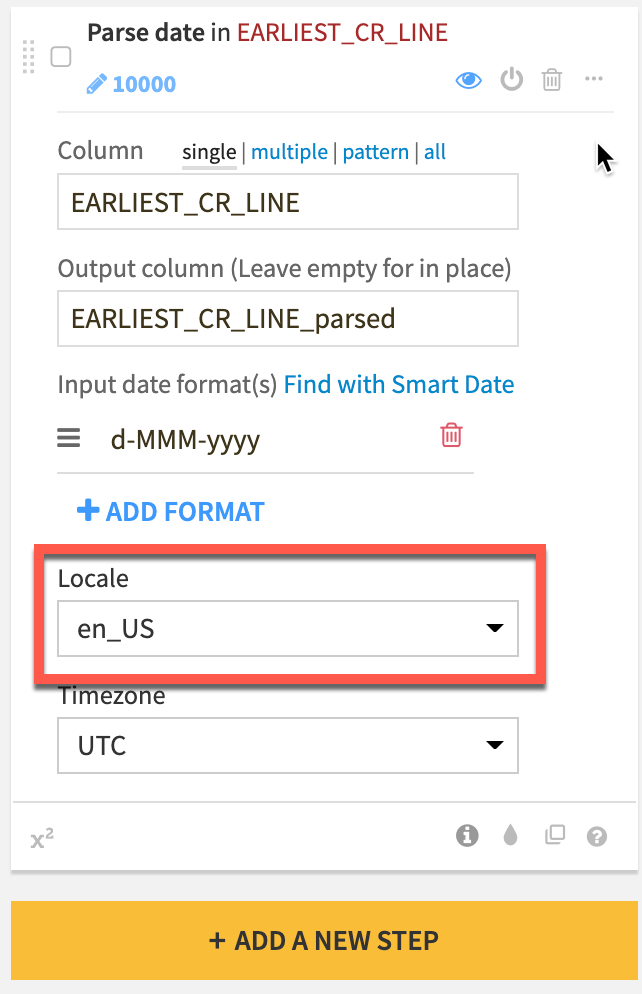 Parse date in EARLIEST_CR_LINE
10000
Column single | multiple | pattern | all
EARLIEST_CR_LINE
Output column (Leave empty for in place)
EARLIEST_CR_LINE_parsed
Input date format(s) Find with Smart Date
d-MMM-yyyy
+ ADD FORMAT
Locale
en_US
Timezone
UTC
x²
+ ADD A NEW STEP